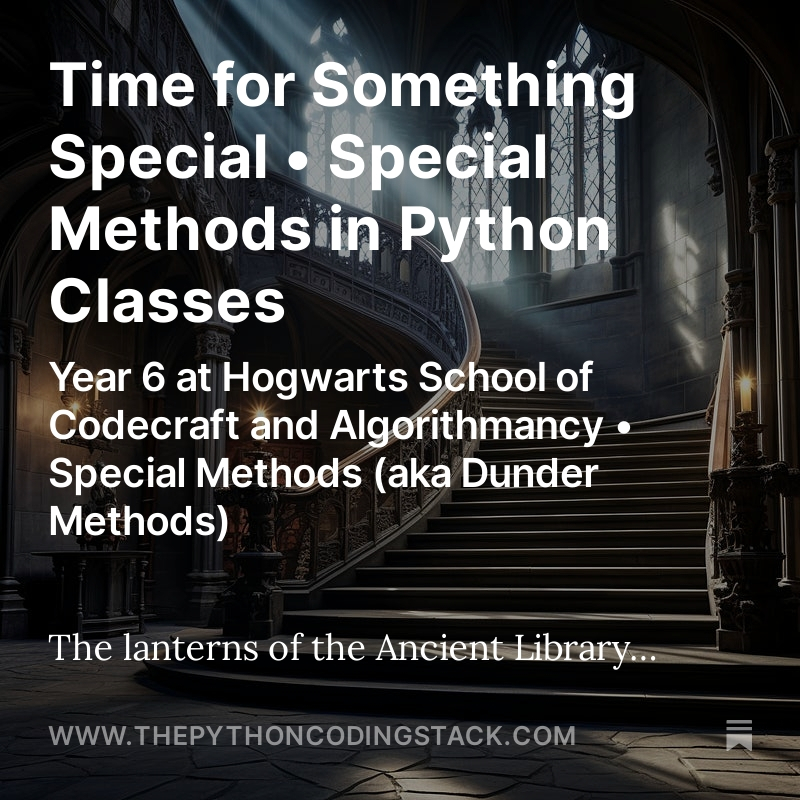 Time for Something
Special • Special
Methods in Python
Classes
Year 6 at Hogwarts School of
Codecraft and Algorithmancy •
Special Methods (aka Dunder
Methods)
The lanterns of the Ancient Library...
WWW.THEPYTHONCODINGSTACK.COM